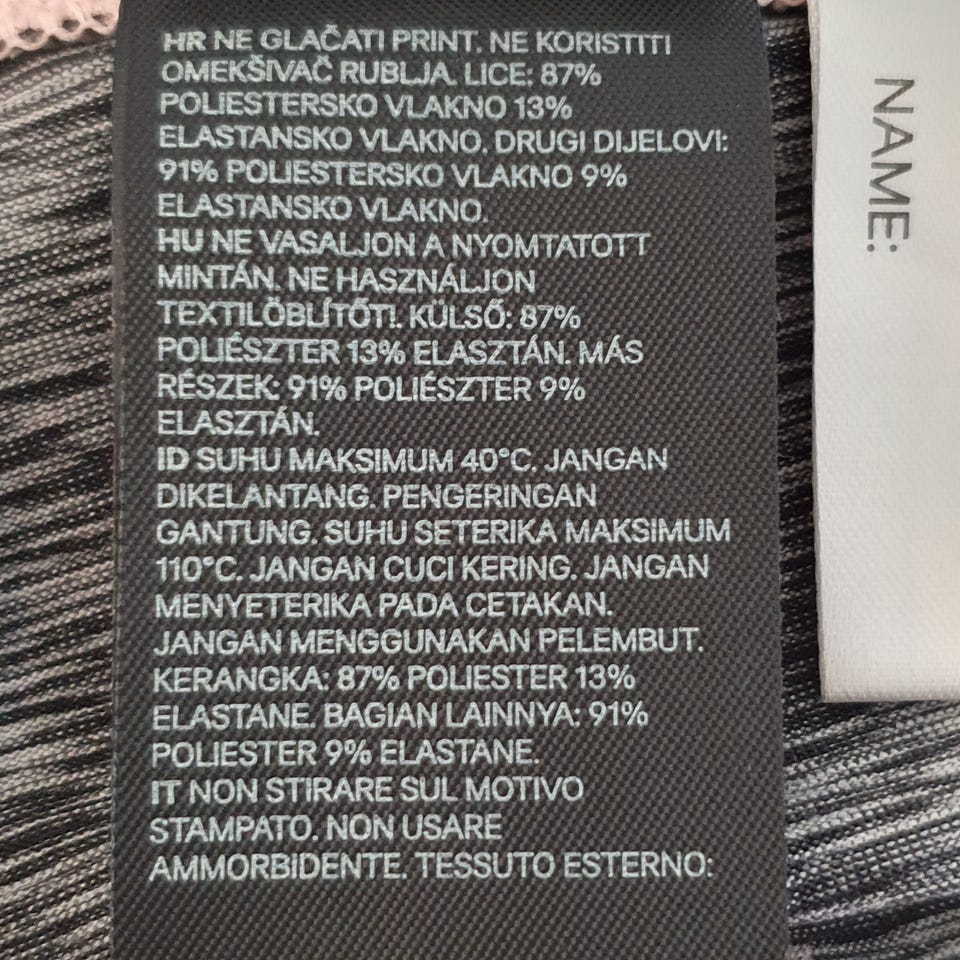 HR NE GLAČATI PRINT. NE KORISTITI
OMEKŠIVAČ RUBLJA. LICE: 87%
POLIESTERSKO VLAKNO 13%
ELASTANSKO VLAKNO. DRUGI DIJELOVI:
91% POLIESTERSKO VLAKNO 9%
ELASTANSKO VLAKNO.
HU NE VASALJON A NYOMTATOTT
MINTÁN. NE HASZNÁLJON
TEXTILÖBLÍTŐT!. KÜLSŐ: 87%
POLIÉSZTER 13% ELASZTÁN. MÁS
RÉSZEK: 91% POLIÉSZTER 9%
ELASZTÁN.
ID SUHU MAKSIMUM 40°C. JANGAN
DIKELANTANG. PENGERINGAN
GANTUNG. SUHU SETERIKA MAKSIMUM
110°C. JANGAN CUCI KERING. JANGAN
MENYETERIKA PADA CETAKAN.
JANGAN MENGGUNAKAN PELEMBUT.
KERANGKA: 87% POLIESTER 13%
ELASTANE. BAGIAN LAINNYA: 91%
POLIESTER 9% ELASTANE.
IT NON STIRARE SUL MOTIVO
STAMPATO. NON USARE
AMMORBIDENTE. TESSUTO ESTERNO:
NAME: